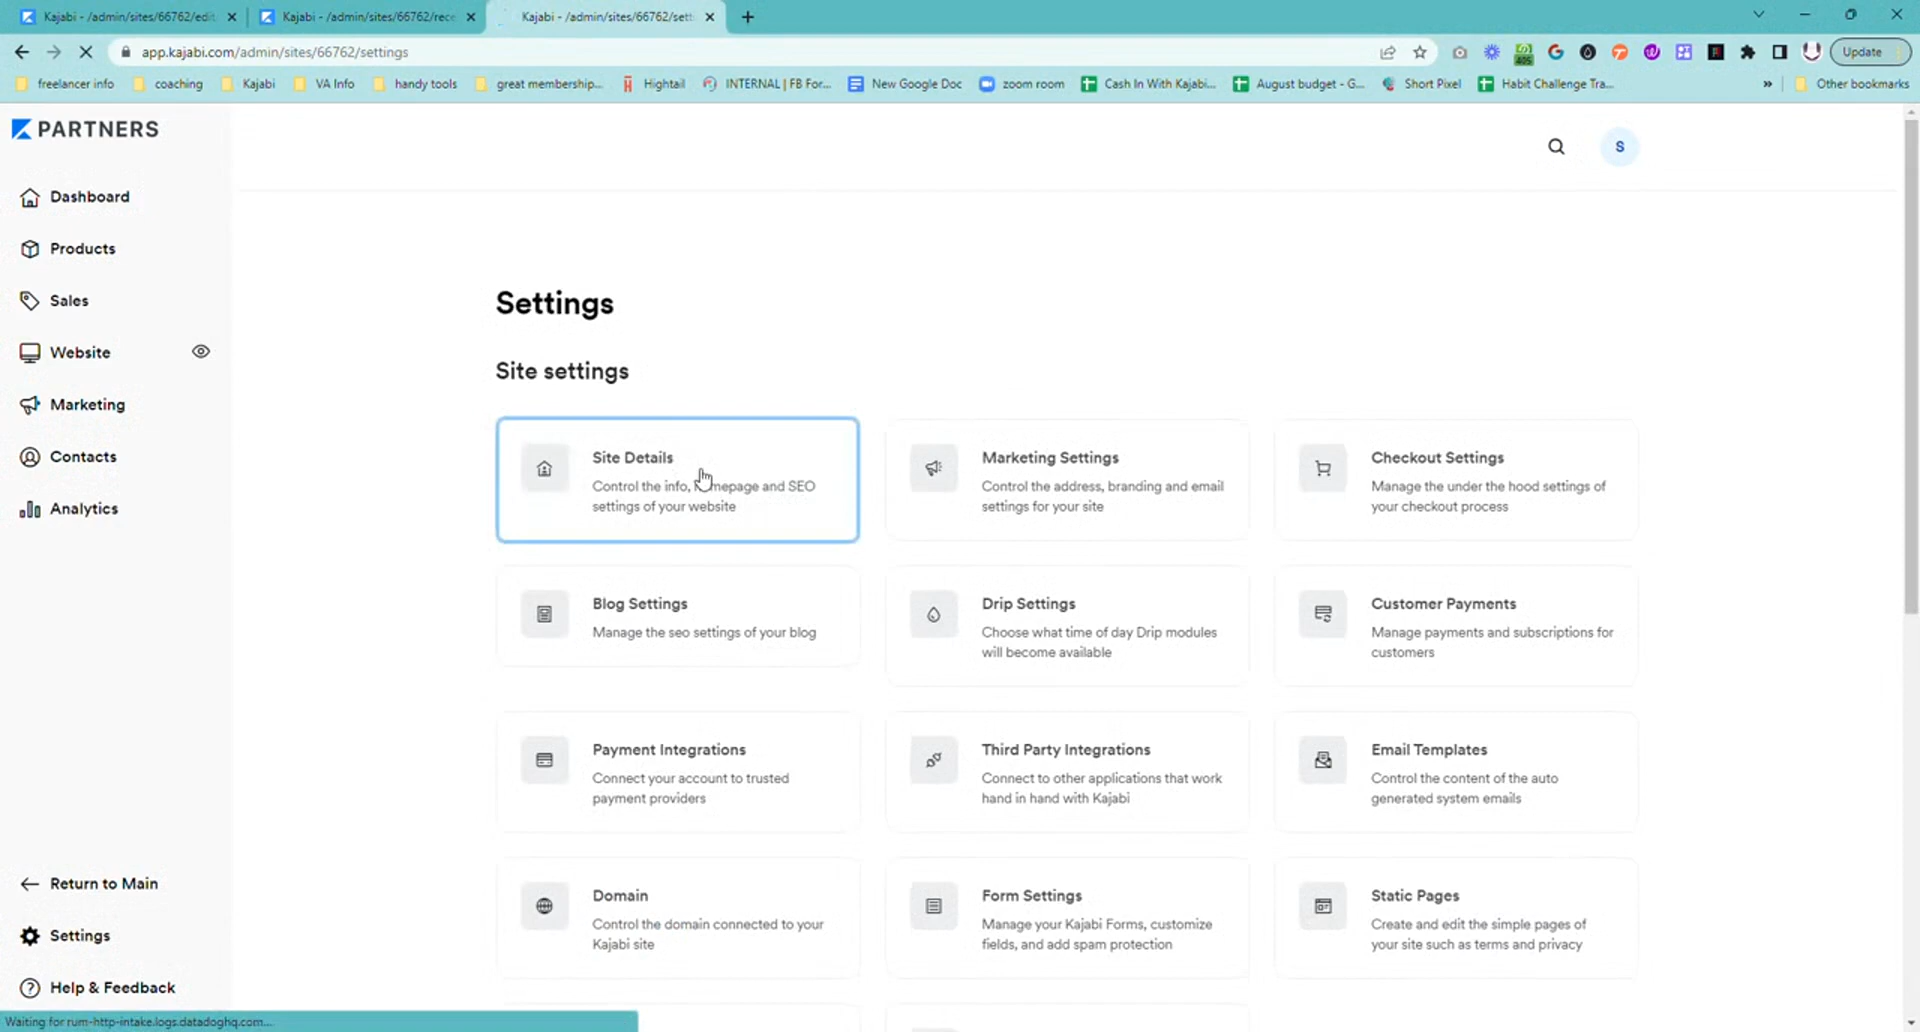 Kajabi - /admin/sites/66762/edit
Kajabi - /admin/sites/66762/rece
Kajabi - /admin/sites/66762/sett
app.kajabi.com/admin/sites/66762/settings
405
Update
freelancer info
coaching
Kajabi
VA Info
handy tools
great membership...
Hightail
INTERNAL | FB For...
New Google Doc
zoom room
Cash In With Kajabi...
August budget - G...
Short Pixel
Habit Challenge Tra...
»
Other bookmarks
PARTNERS
S
Dashboard
Products
Sales
Website
Marketing
Contacts
Analytics
Return to Main
Settings
Help & Feedback
Settings
Site settings
Site Details
Control the info, homepage and SEO
settings of your website
Marketing Settings
Control the address, branding and email
settings for your site
Checkout Settings
Manage the under the hood settings of
your checkout process
Blog Settings
Manage the seo settings of your blog
Drip Settings
Choose what time of day Drip modules
will become available
Customer Payments
Manage payments and subscriptions for
customers
Payment Integrations
Connect your account to trusted
payment providers
Third Party Integrations
Connect to other applications that work
hand in hand with Kajabi
Email Templates
Control the content of the auto
generated system emails
Domain
Control the domain connected to your
Kajabi site
Form Settings
Manage your Kajabi Forms, customize
fields, and add spam protection
Static Pages
Create and edit the simple pages of
your site such as terms and privacy
Waiting for rum-http-intake.logs.datadoghq.com...